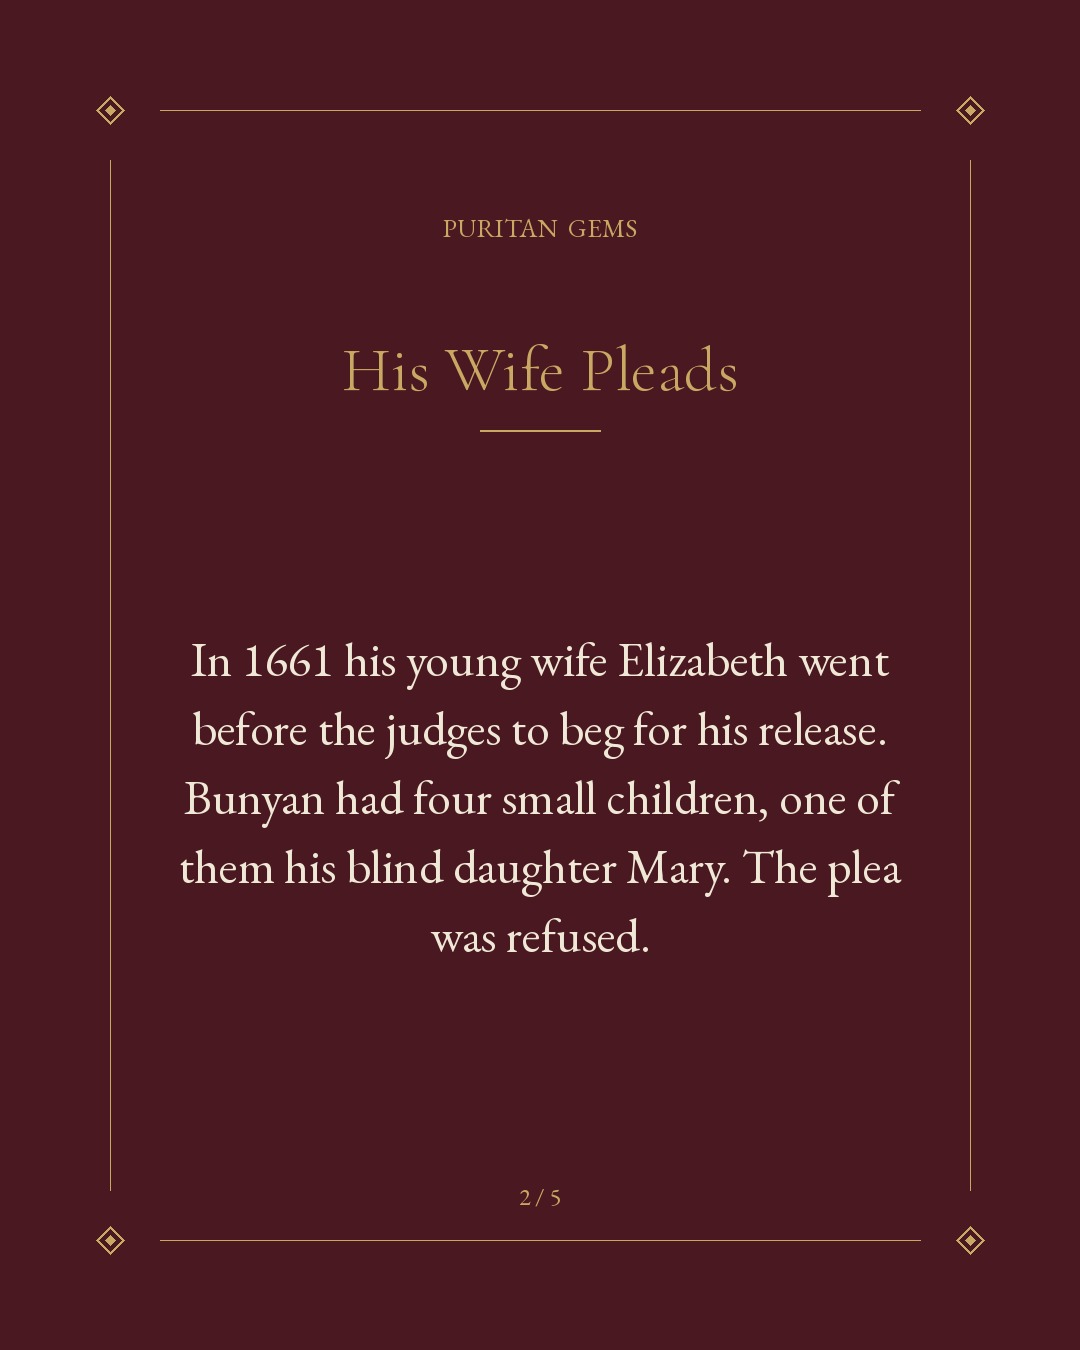 PURITAN GEMS
His Wife Pleads
In 1661 his young wife Elizabeth went
before the judges to beg for his release.
Bunyan had four small children, one of
them his blind daughter Mary. The plea
was refused.
2 / 5